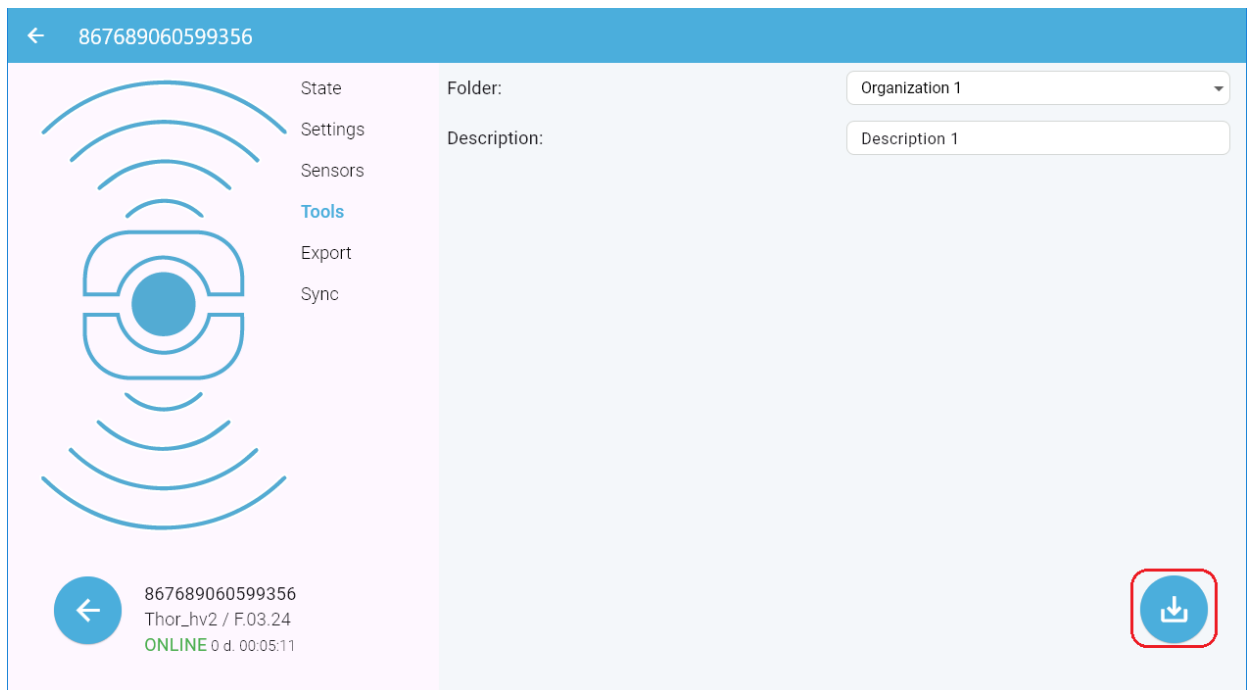 867689060599356
State
Settings
Sensors
Tools
Export
Sync
Folder:
Organization 1
Description:
Description 1
867689060599356
Thor_hv2 / F.03.24
ONLINE 0 d. 00:05:11